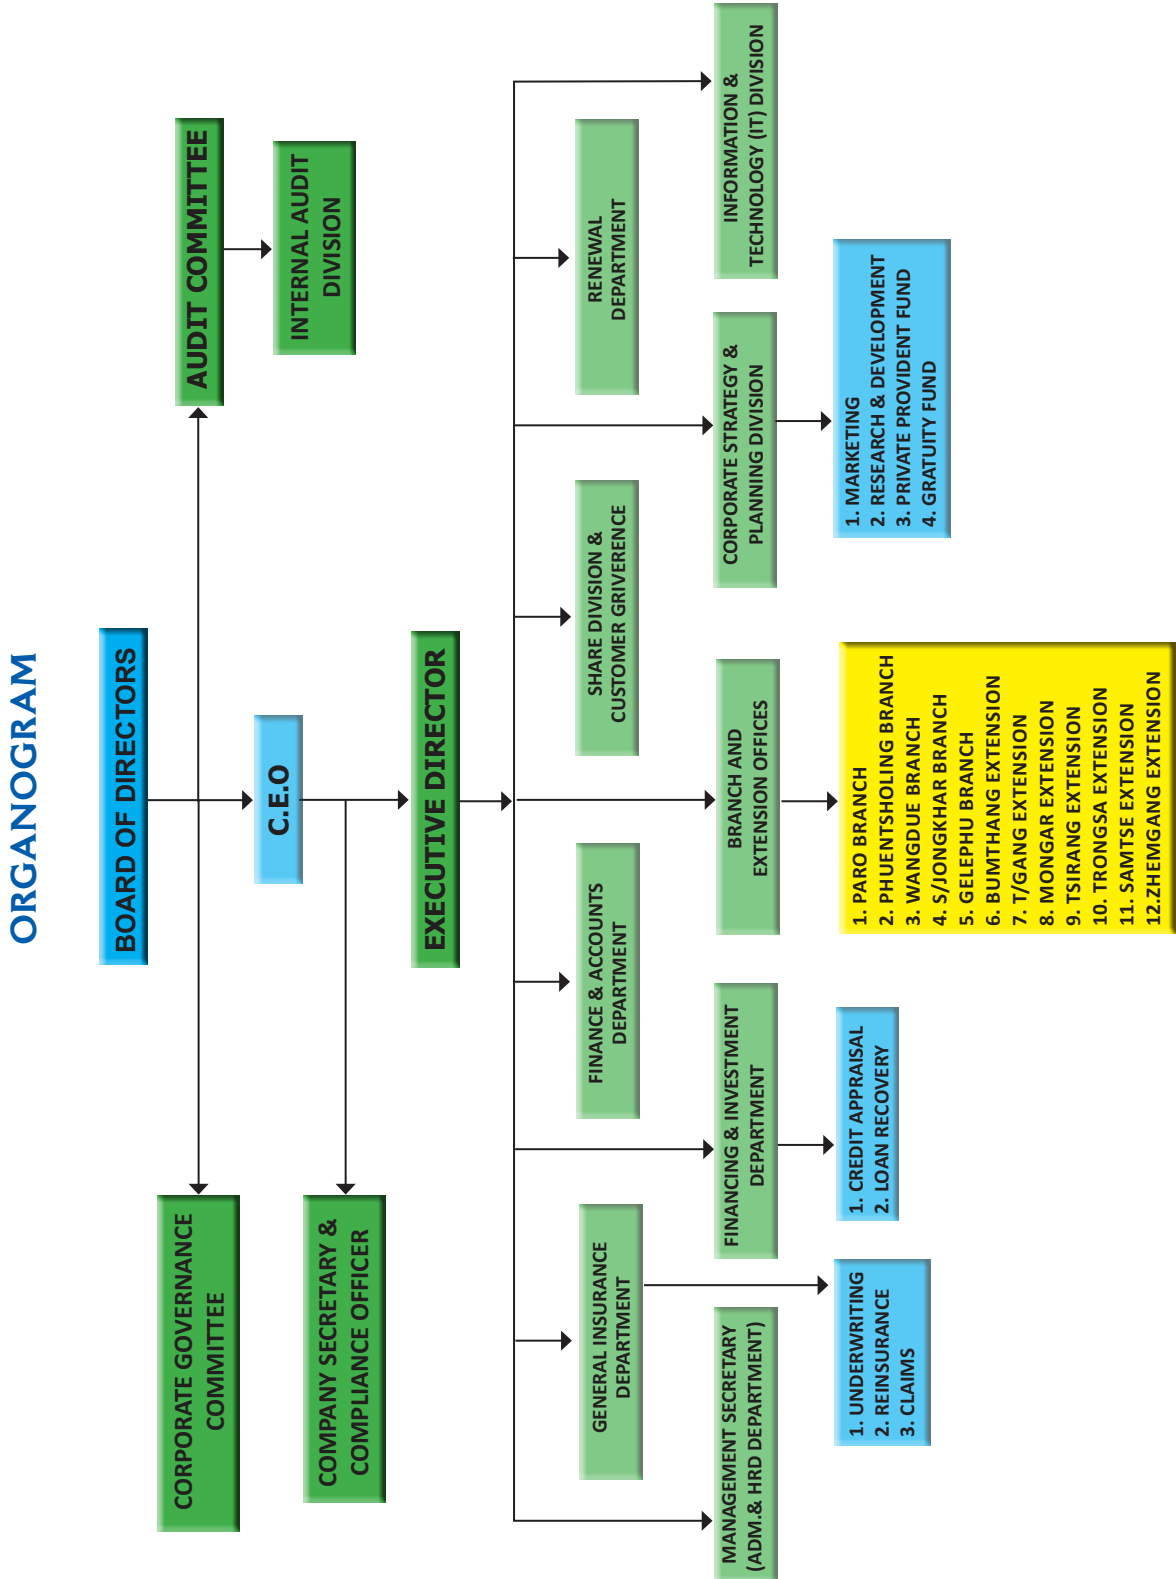 ORGANOGRAM
BOARD OF DIRECTORS
CORPORATE GOVERNANCE
COMMITTEE
AUDIT COMMITTEE
C.E.O
INTERNAL AUDIT
DIVISION
COMPANY SECRETARY &
COMPLIANCE OFFICER
EXECUTIVE DIRECTOR
GENERAL INSURANCE
DEPARTMENT
FINANCE & ACCOUNTS
DEPARTMENT
SHARE DIVISION &
CUSTOMER GRIVERENCE
RENEWAL
DEPARTMENT
MANAGEMENT SECRETARY
(ADM.& HRD DEPARTMENT)
FINANCING & INVESTMENT
DEPARTMENT
BRANCH AND
EXTENSION OFFICES
CORPORATE STRATEGY &
PLANNING DIVISION
INFORMATION &
TECHNOLOGY (IT) DIVISION
1. UNDERWRITING
2. REINSURANCE
3. CLAIMS
1. CREDIT APPRAISAL
2. LOAN RECOVERY
1. PARO BRANCH
2. PHUENTSHOLING BRANCH
3. WANGDUE BRANCH
4. S/JONGKHAR BRANCH
5. GELEPHU BRANCH
6. BUMTHANG EXTENSION
7. T/GANG EXTENSION
8. MONGAR EXTENSION
9. TSIRANG EXTENSION
10. TRONGSA EXTENSION
11. SAMTSE EXTENSION
12.ZHEMGANG EXTENSION
1. MARKETING
2. RESEARCH & DEVELOPMENT
3. PRIVATE PROVIDENT FUND
4. GRATUITY FUND